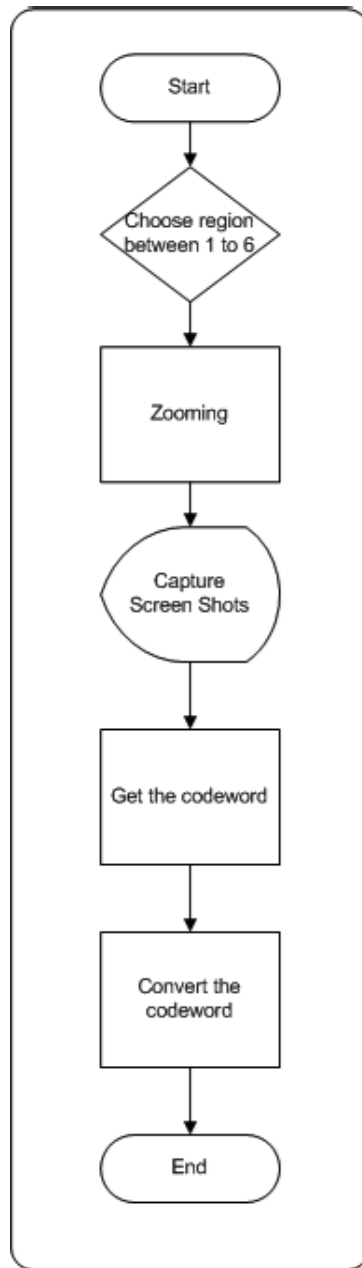 Start
Choose region
between 1 to 6
Zooming
Capture
Screen Shots
Get the codeword
Convert the
codeword
End